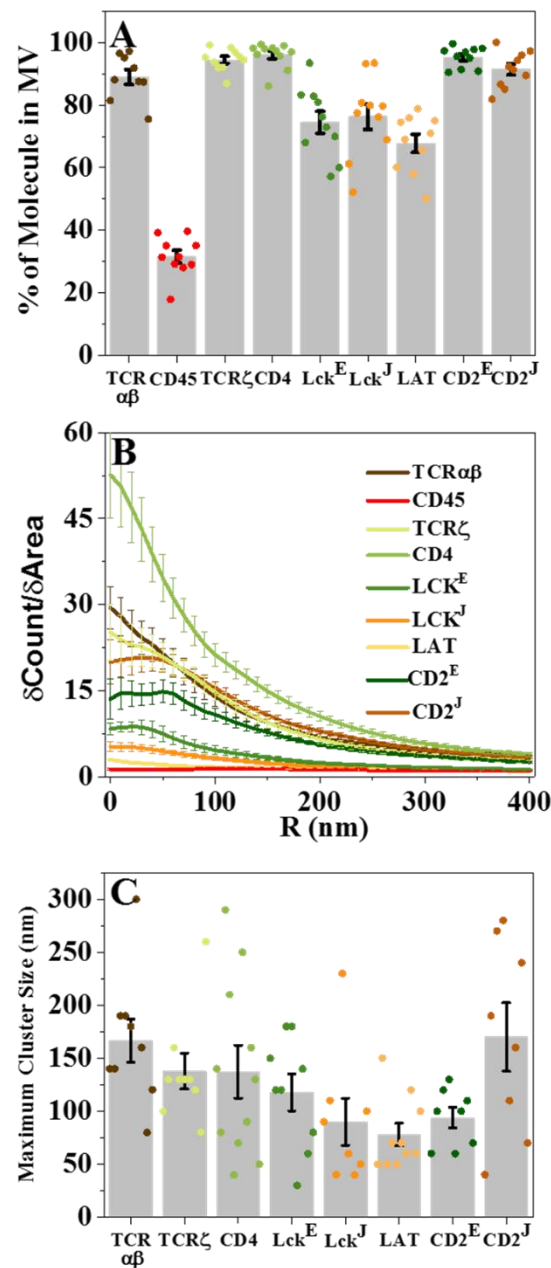 A
% of Molecule in MV
100
80
60
40
20
0
TCR αβ CD45 TCRζ CD4 Lck^E Lck^J LAT CD2^E CD2^J
B
δCount/δArea
60
45
30
15
0
TCRαβ
CD45
TCRζ
CD4
LCK^E
LCK^J
LAT
CD2^E
CD2^J
0 100 200 300 400
R (nm)
C
Maximum Cluster Size (nm)
300
250
200
150
100
50
0
TCR αβ TCRζ CD4 Lck^E Lck^J LAT CD2^E CD2^J